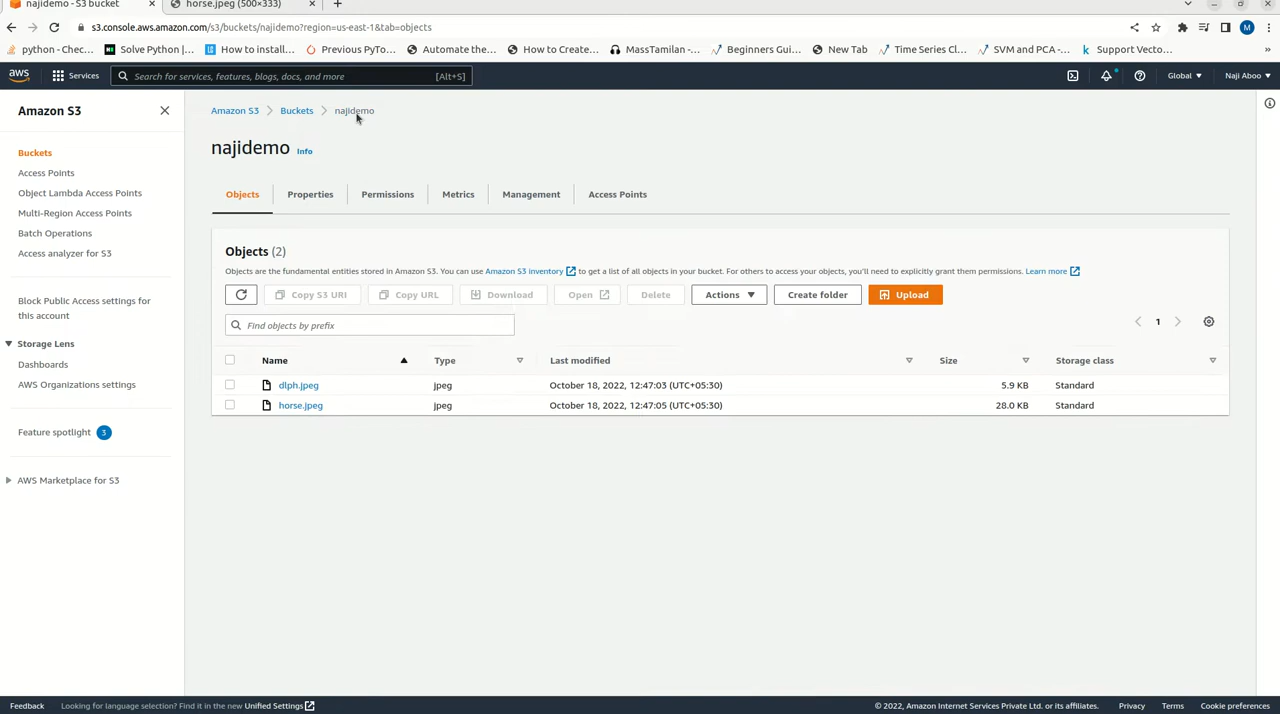 najidemo - S3 bucket
horse.jpeg (500×333)
s3.console.aws.amazon.com/s3/buckets/najidemo?region=us-east-1&tab=objects
M
python - Chec...
Solve Python |...
How to install...
Previous PyTo...
Automate the...
How to Create...
MassTamilan -...
Beginners Gui...
New Tab
Time Series Cl...
SVM and PCA -...
Support Vecto...
»
aws
Services
Search for services, features, blogs, docs, and more
[Alt+S]
Global
Naji Aboo
Amazon S3
Buckets
Access Points
Object Lambda Access Points
Multi-Region Access Points
Batch Operations
Access analyzer for S3
Block Public Access settings for
this account
Storage Lens
Dashboards
AWS Organizations settings
Feature spotlight 3
AWS Marketplace for S3
Amazon S3 > Buckets > najidemo
najidemo Info
Objects
Properties
Permissions
Metrics
Management
Access Points
Objects (2)
Objects are the fundamental entities stored in Amazon S3. You can use Amazon S3 inventory to get a list of all objects in your bucket. For others to access your objects, you'll need to explicitly grant them permissions. Learn more
Copy S3 URI
Copy URL
Download
Open
Delete
Actions
Create folder
Upload
Find objects by prefix
1
Name Type Last modified Size Storage class
dlph.jpeg jpeg October 18, 2022, 12:47:03 (UTC+05:30) 5.9 KB Standard
horse.jpeg jpeg October 18, 2022, 12:47:05 (UTC+05:30) 28.0 KB Standard
Feedback
Looking for language selection? Find it in the new Unified Settings
© 2022, Amazon Internet Services Private Ltd. or its affiliates.
Privacy
Terms
Cookie preferences